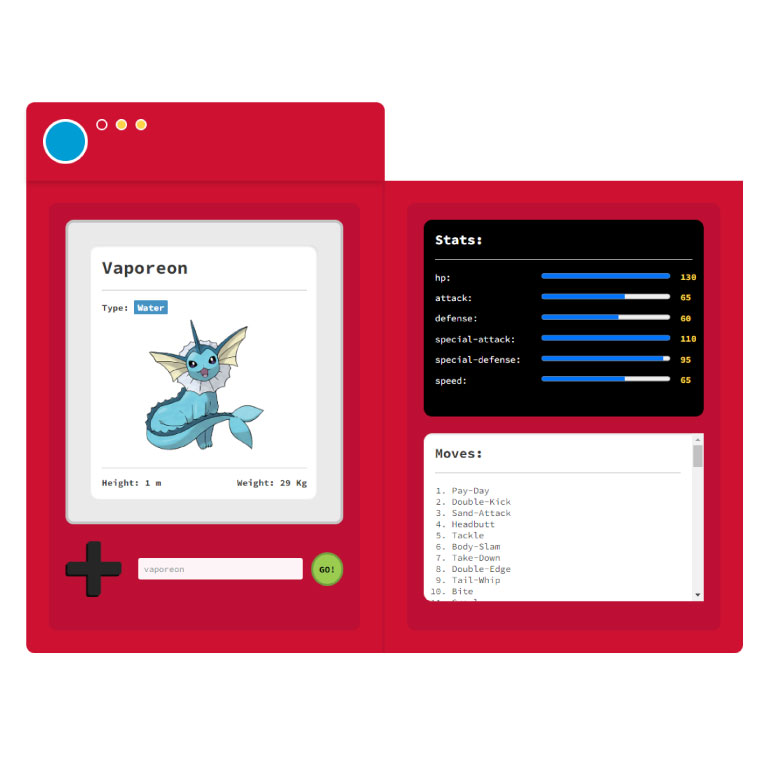 Vaporeon
Type: Water
Height: 1 m
Weight: 29 Kg
vaporeon
GO!
Stats:
hp: 130
attack: 65
defense: 60
special-attack: 110
special-defense: 95
speed: 65
Moves:
1. Pay-Day
2. Double-Kick
3. Sand-Attack
4. Headbutt
5. Tackle
6. Body-Slam
7. Take-Down
8. Double-Edge
9. Tail-Whip
10. Bite